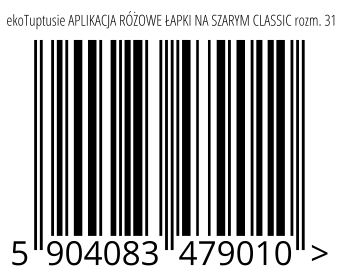 ekoTuptusie APLIKACJA RÓŻOWE ŁAPKI NA SZARYM CLASSIC rozm. 31
5 904083 479010 >